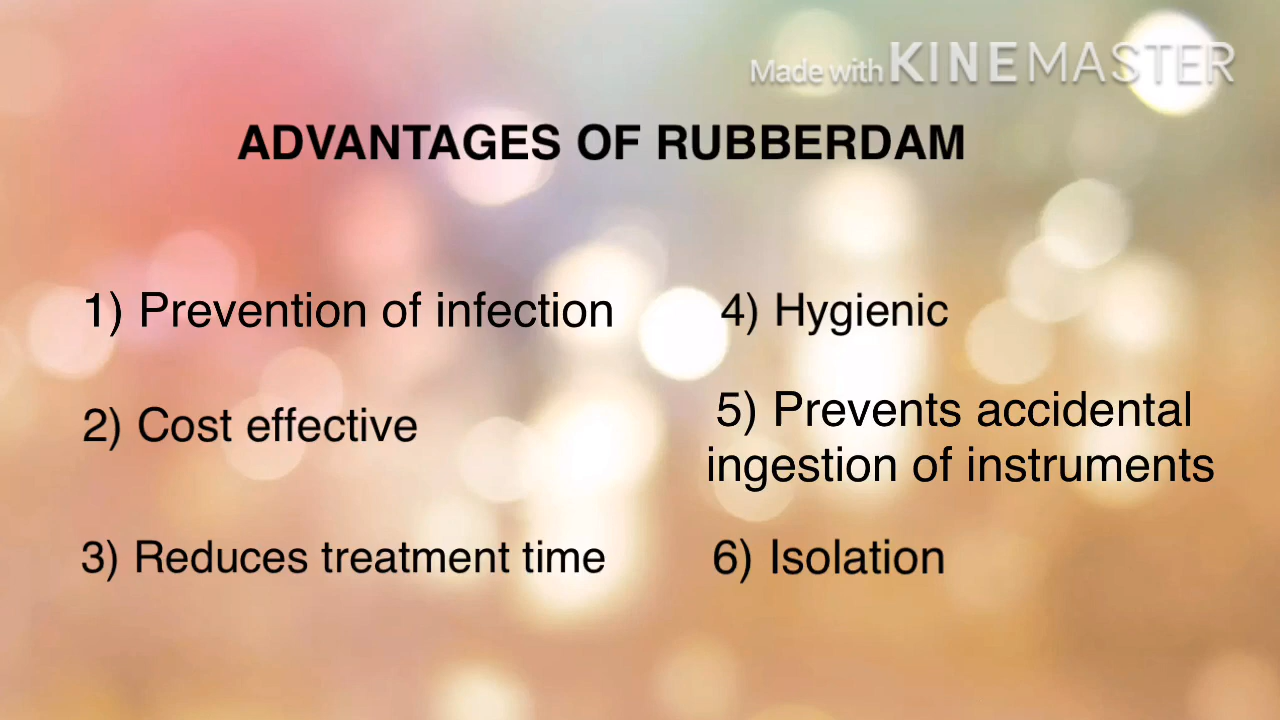 Made with KINEMASTER
ADVANTAGES OF RUBBERDAM
1) Prevention of infection
2) Cost effective
3) Reduces treatment time
4) Hygienic
5) Prevents accidental
ingestion of instruments
6) Isolation